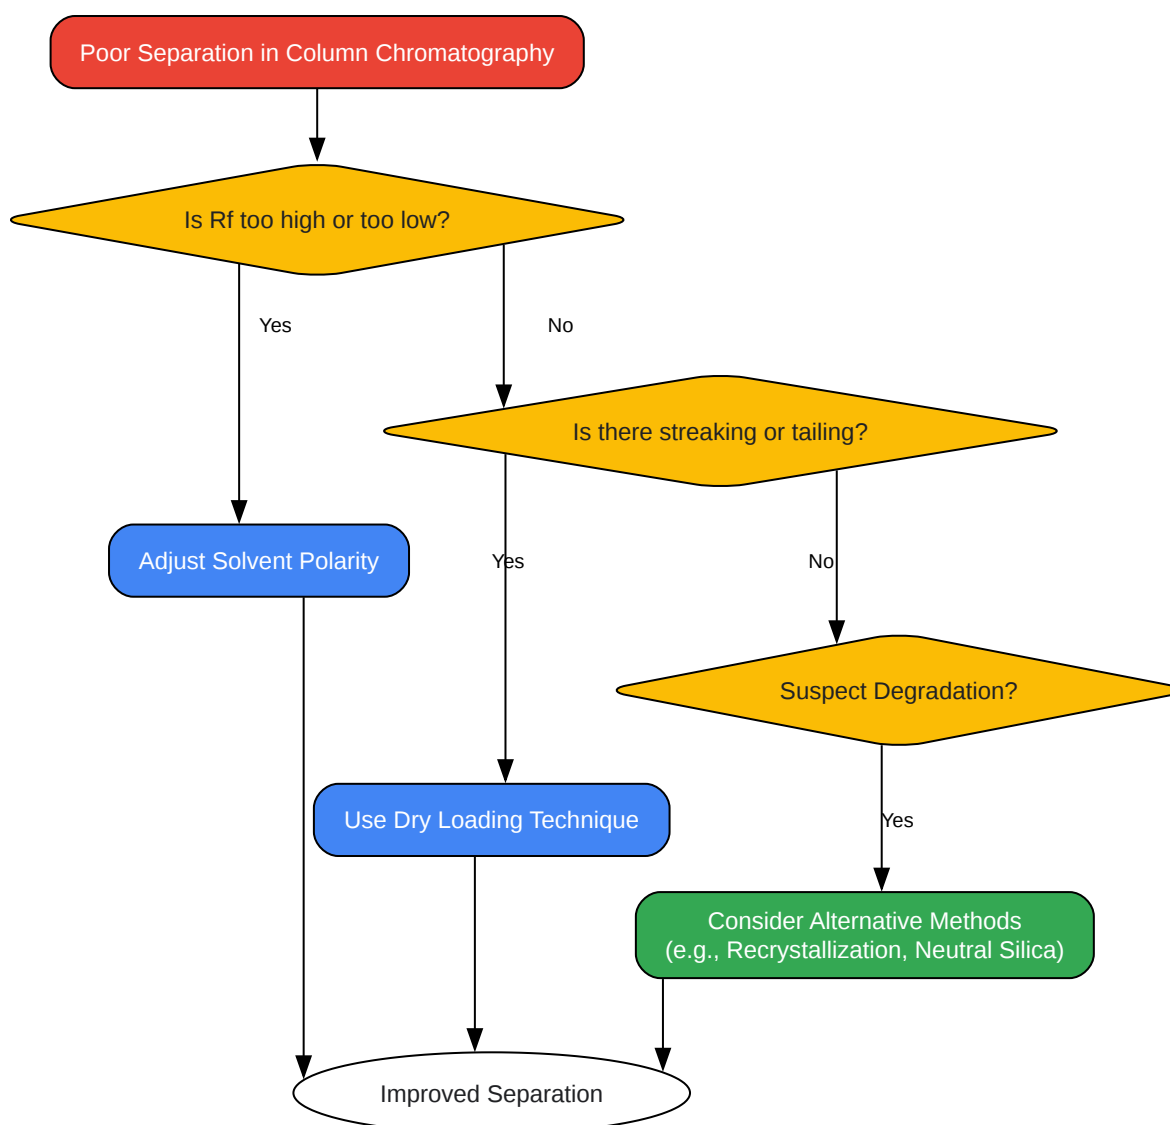 Poor Separation in Column Chromatography
Is Rf too high or too low?
Yes
No
Is there streaking or tailing?
Adjust Solvent Polarity
Yes
No
Suspect Degradation?
Use Dry Loading Technique
Yes
Consider Alternative Methods
(e.g., Recrystallization, Neutral Silica)
Improved Separation